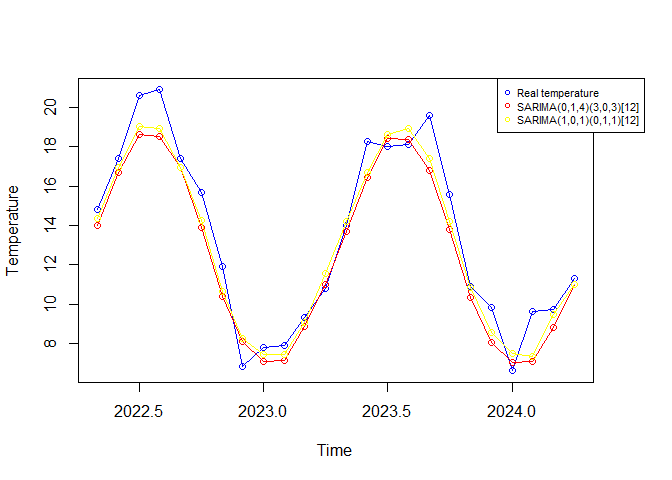 Real temperature
SARIMA(0,1,4)(3,0,3)[12]
SARIMA(1,0,1)(0,1,1)[12]
Temperature
20
18
16
14
12
10
8
2022.5 2023.0 2023.5 2024.0
Time